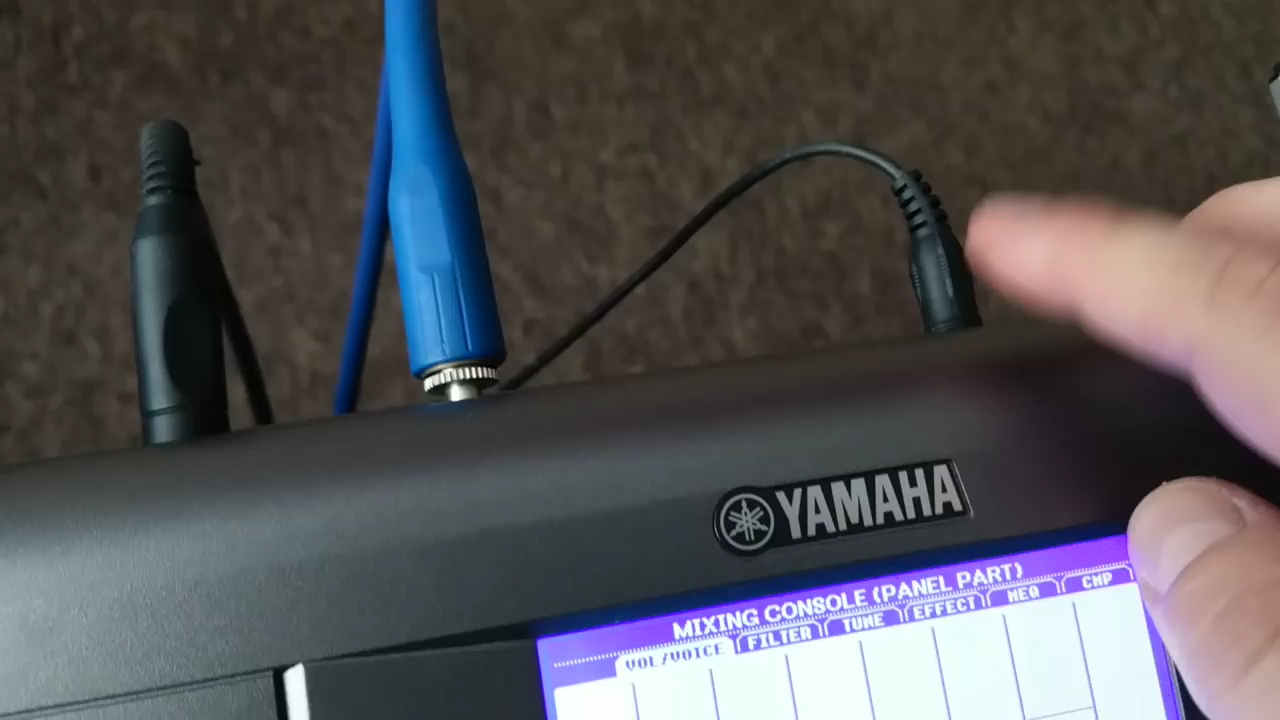 YAMAHA
MIXING CONSOLE (PANEL PART)
VOL/VOICE FILTER TUNE EFFECT MEQ CMP